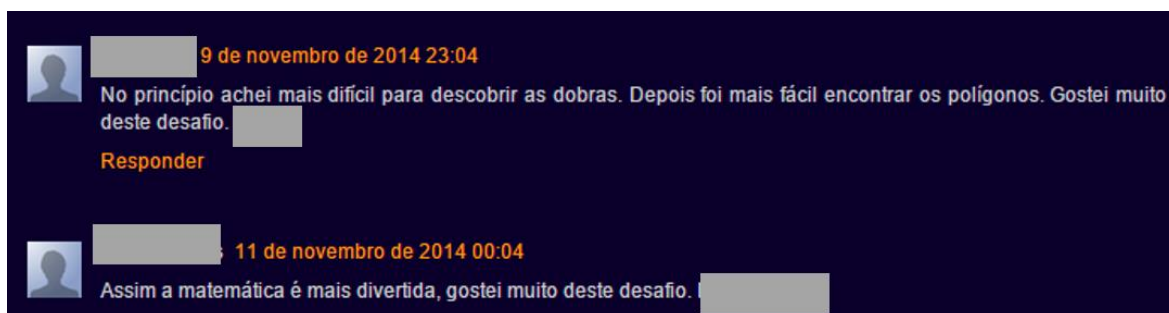 9 de novembro de 2014 23:04
No princípio achei mais difícil para descobrir as dobras. Depois foi mais fácil encontrar os polígonos. Gostei muito
deste desafio.
Responder
11 de novembro de 2014 00:04
Assim a matemática é mais divertida, gostei muito deste desafio.